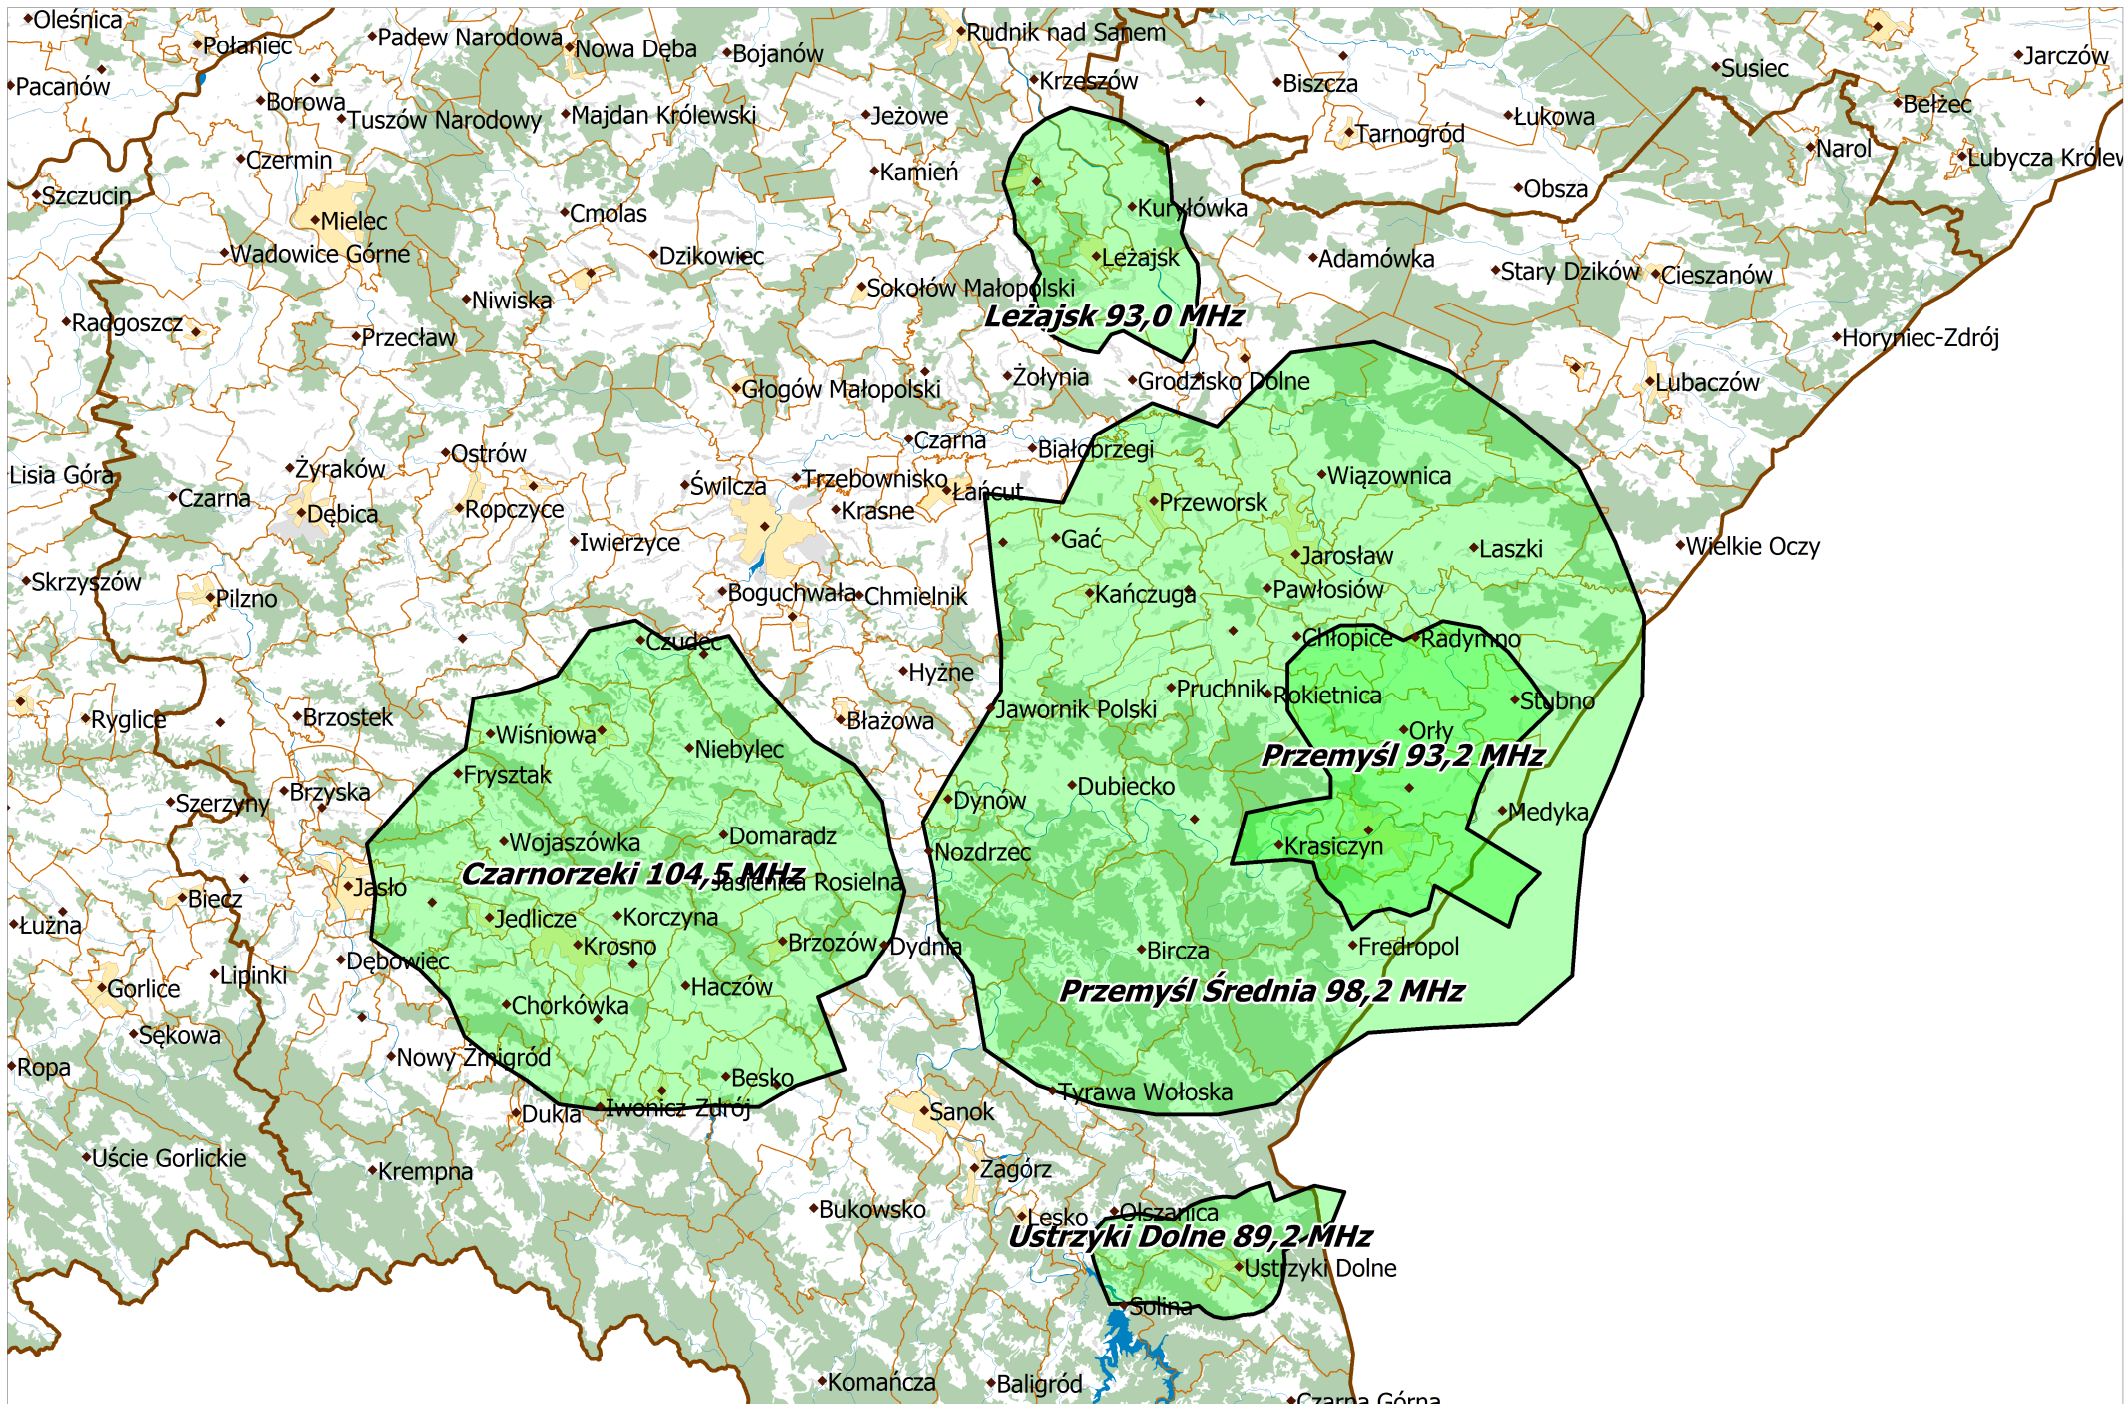 Oleśnica
Połaniec
Padew Narodowa
Nowa Dęba
Bojanów
Rudnik nad Sanem
Jarczów
Pacanów
Krzeszów
Biszcza
Susiec
Borowa
Tuszów Narodowy
Majdan Królewski
Jeżowe
Łukowa
Bełżec
Tarnogród
Narol
Czermin
Kamień
Lubycza Królew
Szczucin
Obsza
Mielec
Cmolas
Kuryłówka
Wadowice Górne
Dzikowiec
Leżajsk
Adamówka
Stary Dzików
Cieszanów
Niwiska
Sokołów Małopolski
Leżajsk 93,0 MHz
Radgoszcz
Przecław
Horyniec-Zdrój
Żołynia
Grodzisko Dolne
Lubaczów
Głogów Małopolski
Czarna
Białobrzegi
Ostrów
Żyraków
Lisia Góra
Wiązownica
Trzebownisko
Świlcza
Łańcut
Czarna
Dębica
Ropczyce
Krasne
Przeworsk
Iwierzyce
Gać
Jarosław
Laszki
Wielkie Oczy
Skrzyszów
Pilzno
Boguchwała
Chmielnik
Kańczuga
Pawłosiów
Czudec
Chłopice
Radymno
Hyżne
Pruchnik
Rokietnica
Stubno
Ryglice
Brzostek
Błażowa
Jawornik Polski
Wiśniowa
Niebylec
Orły
Przemyśl 93,2 MHz
Frysztak
Szerzyny
Brzyska
Dynów
Dubiecko
Medyka
Wojaszówka
Domaradz
Nozdrzec
Krasiczyn
Czarnorzeki 104,5 MHz
Jasienica Rosielna
Jasło
Biecz
Łużna
Jedlicze
Korczyna
Krosno
Brzozów
Dydnia
Bircza
Fredropol
Dębowiec
Lipinki
Gorlice
Haczów
Przemyśl Średnia 98,2 MHz
Chorkówka
Sękowa
Nowy Żmigród
Ropa
Besko
Tyrawa Wołoska
Dukla
Iwonicz Zdrój
Sanok
Uście Gorlickie
Krempna
Zagórz
Bukowsko
Lesko
Olszanica
Ustrzyki Dolne 89,2 MHz
Ustrzyki Dolne
Solina
Komańcza
Baligród
Czarna Górna